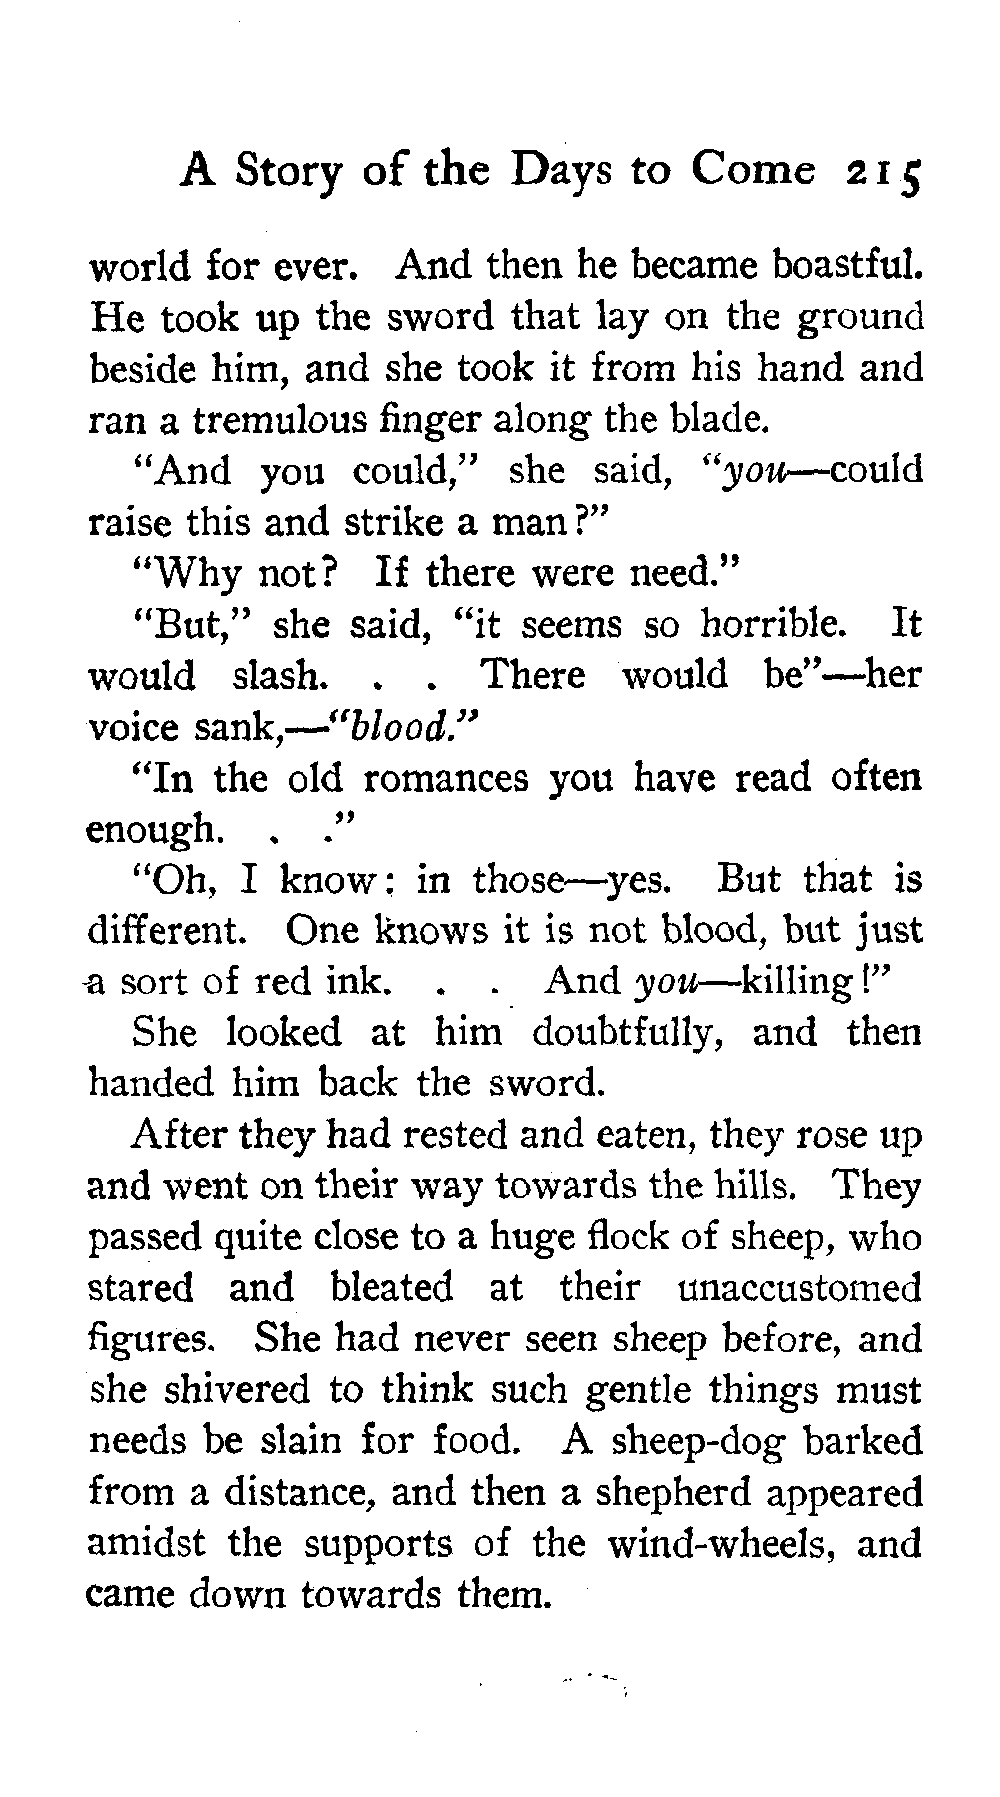 A Story of the Days to Come 215
world for ever. And then he became boastful.
He took up the sword that lay on the ground
beside him, and she took it from his hand and
ran a tremulous finger along the blade.
"And you could," she said, "you—could
raise this and strike a man?"
"Why not? If there were need."
"But," she said, "it seems so horrible. It
would slash. . . There would be"—her
voice sank,—"blood."
"In the old romances you have read often
enough. . ."
"Oh, I know: in those—yes. But that is
different. One knows it is not blood, but just
a sort of red ink. . . And you—killing!"
She looked at him doubtfully, and then
handed him back the sword.
After they had rested and eaten, they rose up
and went on their way towards the hills. They
passed quite close to a huge flock of sheep, who
stared and bleated at their unaccustomed
figures. She had never seen sheep before, and
she shivered to think such gentle things must
needs be slain for food. A sheep-dog barked
from a distance, and then a shepherd appeared
amidst the supports of the wind-wheels, and
came down towards them.